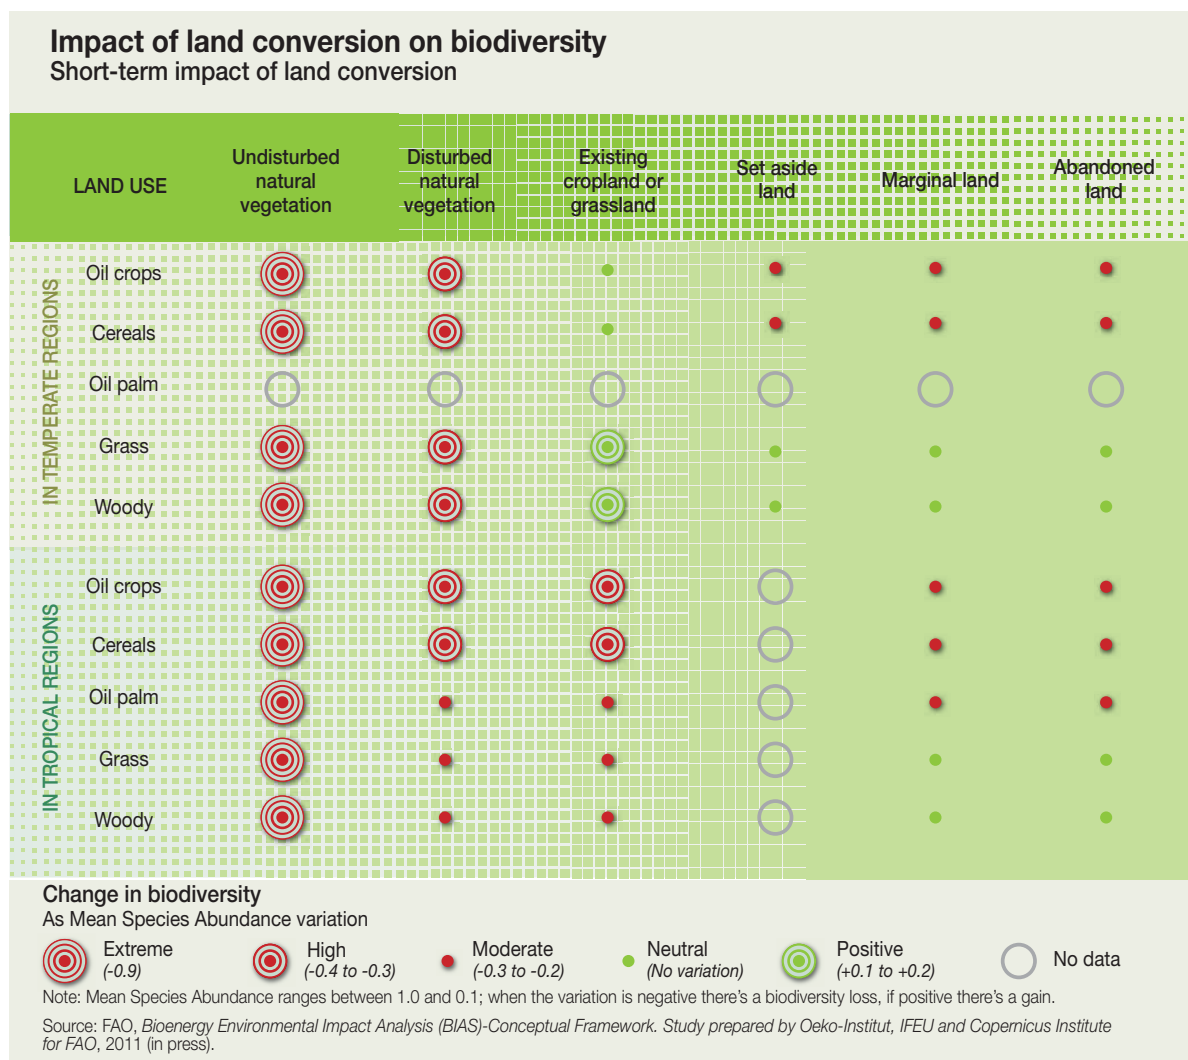 Impact of land conversion on biodiversity
Short-term impact of land conversion
LAND USE
Undisturbed
natural
vegetation
Disturbed
natural
vegetation
Existing
cropland or
grassland
Set aside
land
Marginal land
Abandoned
land
IN TEMPERATE REGIONS
Oil crops
Cereals
Oil palm
Grass
Woody
IN TROPICAL REGIONS
Oil crops
Cereals
Oil palm
Grass
Woody
Change in biodiversity
As Mean Species Abundance variation
Extreme
(-0.9)
High
(-0.4 to -0.3)
Moderate
(-0.3 to -0.2)
Neutral
(No variation)
Positive
(+0.1 to +0.2)
No data
Note: Mean Species Abundance ranges between 1.0 and 0.1; when the variation is negative there's a biodiversity loss, if positive there's a gain.
Source: FAO, Bioenergy Environmental Impact Analysis (BIAS)-Conceptual Framework. Study prepared by Oeko-Institut, IFEU and Copernicus Institute
for FAO, 2011 (in press).